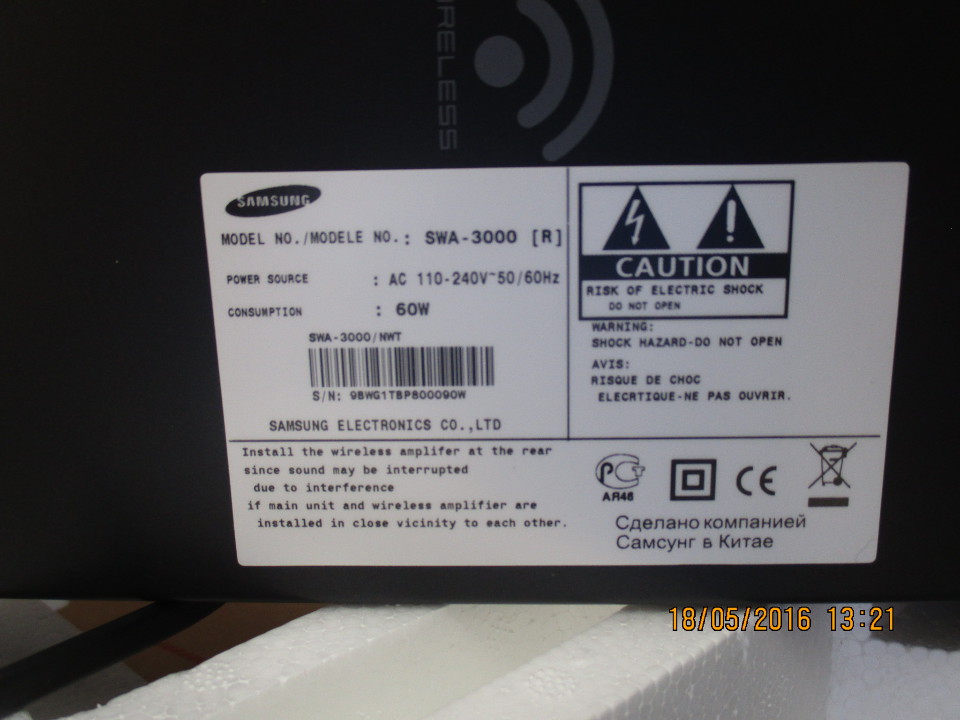 RELESS
SAMSUNG
MODEL NO./MODELE NO.: SWA-3000 [R]
POWER SOURCE : AC 110-240V~50/60Hz
CONSUMPTION : 60W
SWA-3000/NWT
S/N: 9BWG1TBP800090W
SAMSUNG ELECTRONICS CO.,LTD
CAUTION
RISK OF ELECTRIC SHOCK
DO NOT OPEN
WARNING:
SHOCK HAZARD-DO NOT OPEN
AVIS:
RISQUE DE CHOC
ELECRTIQUE-NE PAS OUVRIR.
Install the wireless amplifer at the rear
since sound may be interrupted
due to interference
if main unit and wireless amplifier are
installed in close vicinity to each other.
РСТ
АЯ46
CE
Сделано компанией
Самсунг в Китае
18/05/2016 13:21